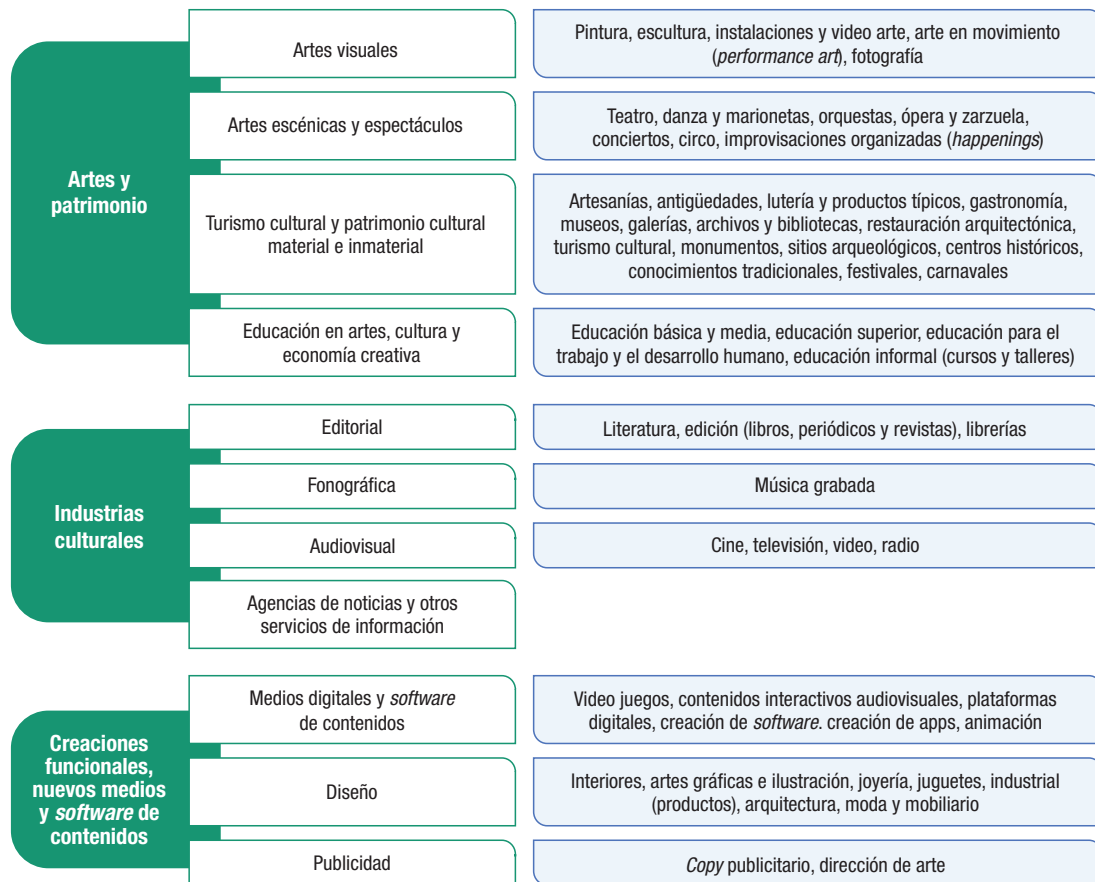 Artes y
patrimonio
Artes visuales
Pintura, escultura, instalaciones y video arte, arte en movimiento
(performance art), fotografía
Artes escénicas y espectáculos
Teatro, danza y marionetas, orquestas, ópera y zarzuela,
conciertos, circo, improvisaciones organizadas (happenings)
Turismo cultural y patrimonio cultural
material e inmaterial
Artesanías, antigüedades, lutería y productos típicos, gastronomía,
museos, galerías, archivos y bibliotecas, restauración arquitectónica,
turismo cultural, monumentos, sitios arqueológicos, centros históricos,
conocimientos tradicionales, festivales, carnavales
Educación en artes, cultura y
economía creativa
Educación básica y media, educación superior, educación para el
trabajo y el desarrollo humano, educación informal (cursos y talleres)
Industrias
culturales
Editorial
Literatura, edición (libros, periódicos y revistas), librerías
Fonográfica
Música grabada
Audiovisual
Cine, televisión, video, radio
Agencias de noticias y otros
servicios de información
Creaciones
funcionales,
nuevos medios
y software de
contenidos
Medios digitales y software
de contenidos
Video juegos, contenidos interactivos audiovisuales, plataformas
digitales, creación de software. creación de apps, animación
Diseño
Interiores, artes gráficas e ilustración, joyería, juguetes, industrial
(productos), arquitectura, moda y mobiliario
Publicidad
Copy publicitario, dirección de arte